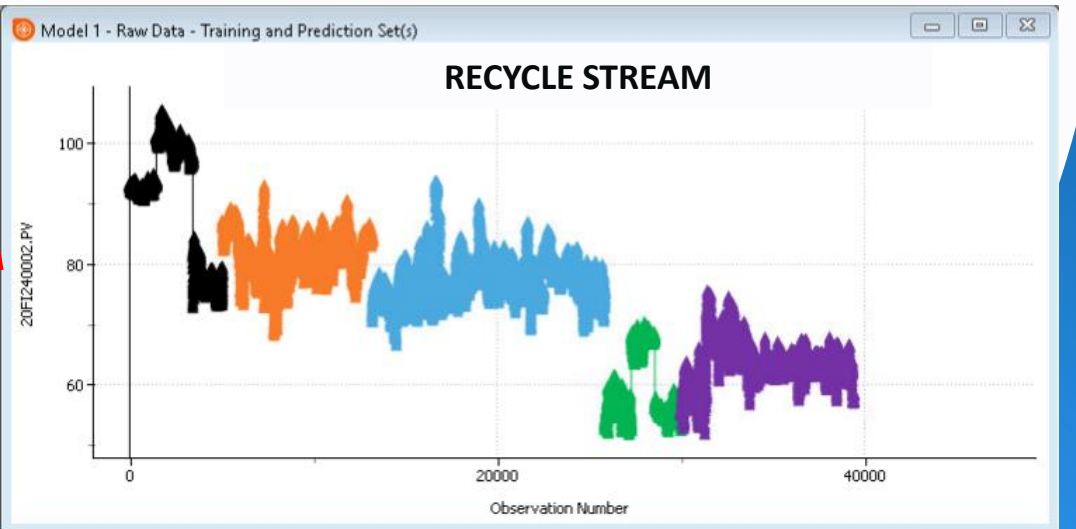 Model 1 - Raw Data - Training and Prediction Set(s)
RECYCLE STREAM
100
80
60
20FI240002.PV
0
20000
40000
Observation Number